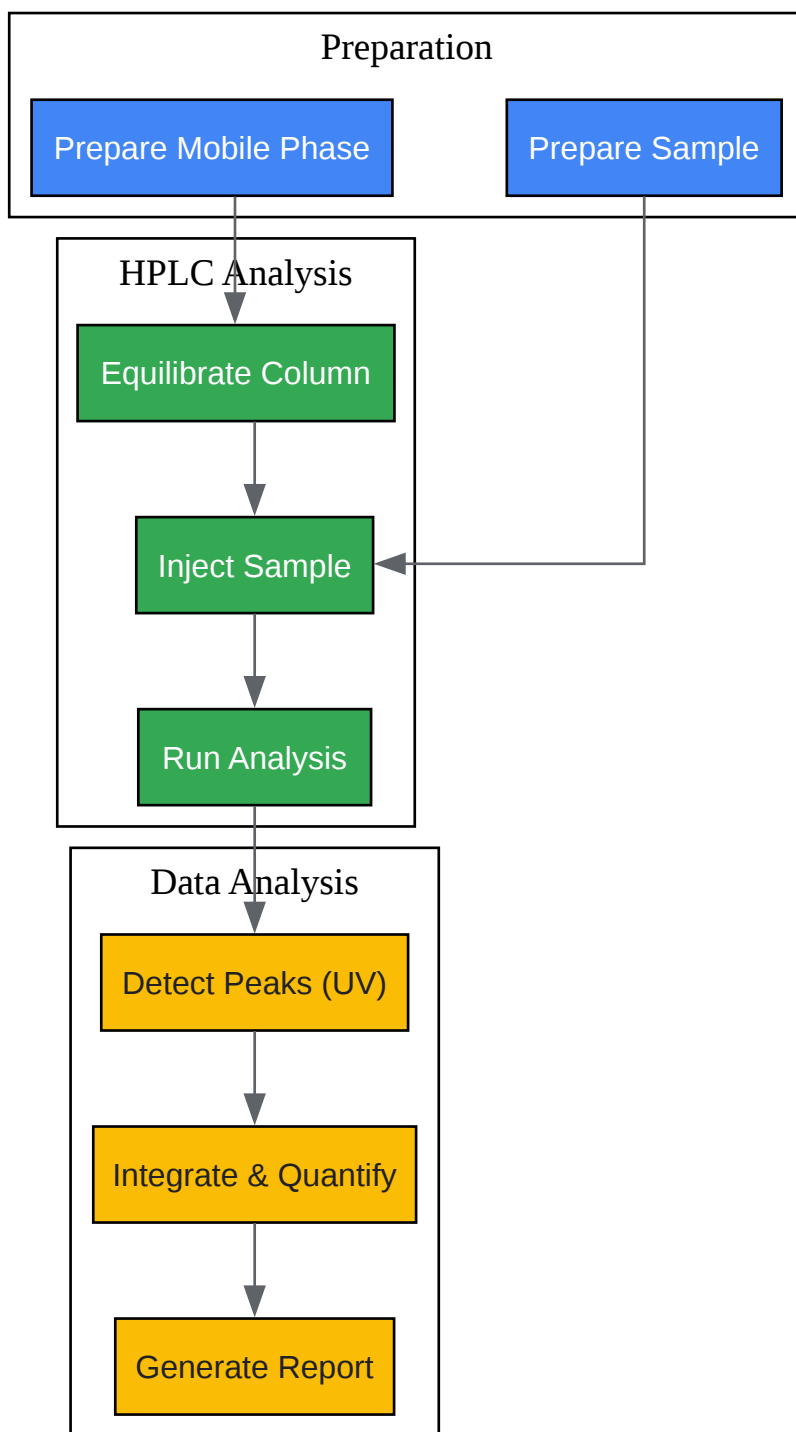 Preparation
Prepare Mobile Phase
Prepare Sample
HPLC Analysis
Equilibrate Column
Inject Sample
Run Analysis
Data Analysis
Detect Peaks (UV)
Integrate & Quantify
Generate Report